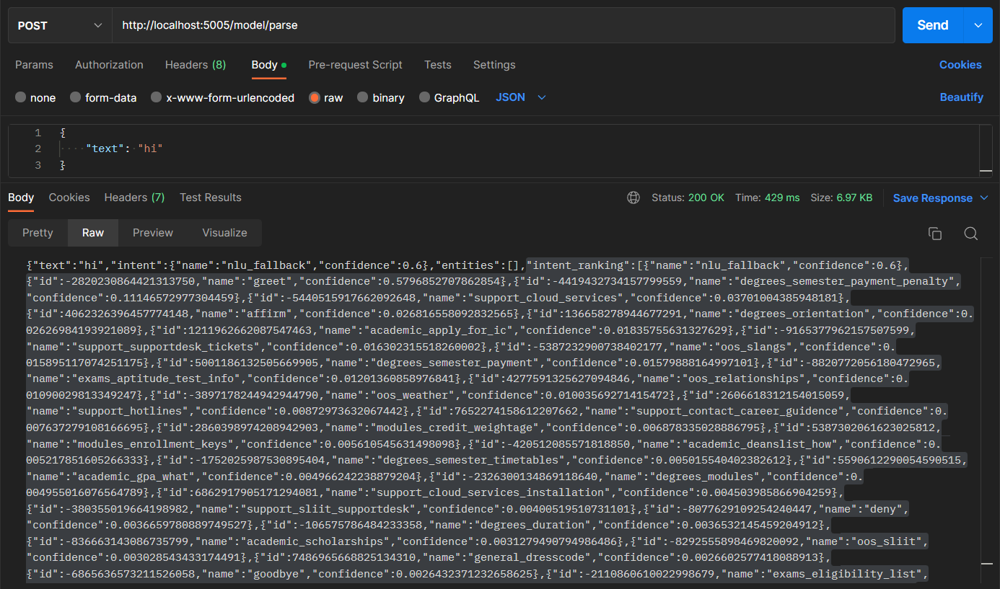 POST http://localhost:5005/model/parse Send
Params Authorization Headers (8) Body Pre-request Script Tests Settings Cookies
none form-data x-www-form-urlencoded raw binary GraphQL JSON Beautify
1 {
2 ····"text":·"hi"
3 }
Body Cookies Headers (7) Test Results Status: 200 OK Time: 429 ms Size: 6.97 KB Save Response
Pretty Raw Preview Visualize
{"text":"hi","intent":{"name":"nlu_fallback","confidence":0.6},"entities":[],"intent_ranking":[{"name":"nlu_fallback","confidence":0.6},
{"id":-2820230864421313750,"name":"greet","confidence":0.5796852707862854},{"id":-4419432734157799559,"name":"degrees_semester_payment_penalty",
"confidence":0.11146572977304459},{"id":-5440515917662092648,"name":"support_cloud_services","confidence":0.03701004385948181},
{"id":4062326396457774148,"name":"affirm","confidence":0.026816558092832565},{"id":136658278944677291,"name":"degrees_orientation","confidence":0.
02626984193921089},{"id":1211962662087547463,"name":"academic_apply_for_ic","confidence":0.01835755631327629},{"id":-9165377962157507599,
"name":"support_supportdesk_tickets","confidence":0.016302315518260002},{"id":-5387232900738402177,"name":"oos_slangs","confidence":0.
0158951170742​51175},{"id":5001186132505669905,"name":"degrees_semester_payment","confidence":0.01579888164997101},{"id":-8820772056180472965,
"name":"exams_aptitude_test_info","confidence":0.01201360858976841},{"id":4277591325627094846,"name":"oos_relationships","confidence":0.
01090029813349247},{"id":-3897178244942944790,"name":"oos_weather","confidence":0.01003569271415472},{"id":2606618312154015059,
"name":"support_hotlines","confidence":0.00872973632067442},{"id":7652274158612207662,"name":"support_contact_career_guidance","confidence":0.
007637279108166695},{"id":2860398974208942903,"name":"modules_credit_weightage","confidence":0.006878335028886795},{"id":5387302061623025812,
"name":"modules_enrollment_keys","confidence":0.005610545631498098},{"id":-420512085571818850,"name":"academic_deanslist_how","confidence":0.
005217851605266333},{"id":-1752025987530895404,"name":"degrees_semester_timetables","confidence":0.005015540402382612},{"id":5590612290054590515,
"name":"academic_gpa_what","confidence":0.004966242238879204},{"id":-2326300134869118640,"name":"degrees_modules","confidence":0.
004955016076564789},{"id":6862917905171294081,"name":"support_cloud_services_installation","confidence":0.004503985866904259},
{"id":-380355019664198982,"name":"support_sliit_supportdesk","confidence":0.00400519510731101},{"id":-8077629109254240447,"name":"deny",
"confidence":0.0036659780889749527},{"id":-106575786484233358,"name":"degrees_duration","confidence":0.0036532145459204912},
{"id":-836663143086735799,"name":"academic_scholarships","confidence":0.0031279490794986486},{"id":-8292555898469820092,"name":"oos_sliit",
"confidence":0.003028543433174491},{"id":7486965668825134310,"name":"general_dresscode","confidence":0.0026602577418088913},
{"id":-6865636573211526058,"name":"goodbye","confidence":0.0026432371232658625},{"id":-2110860610022998679,"name":"exams_eligibility_list",